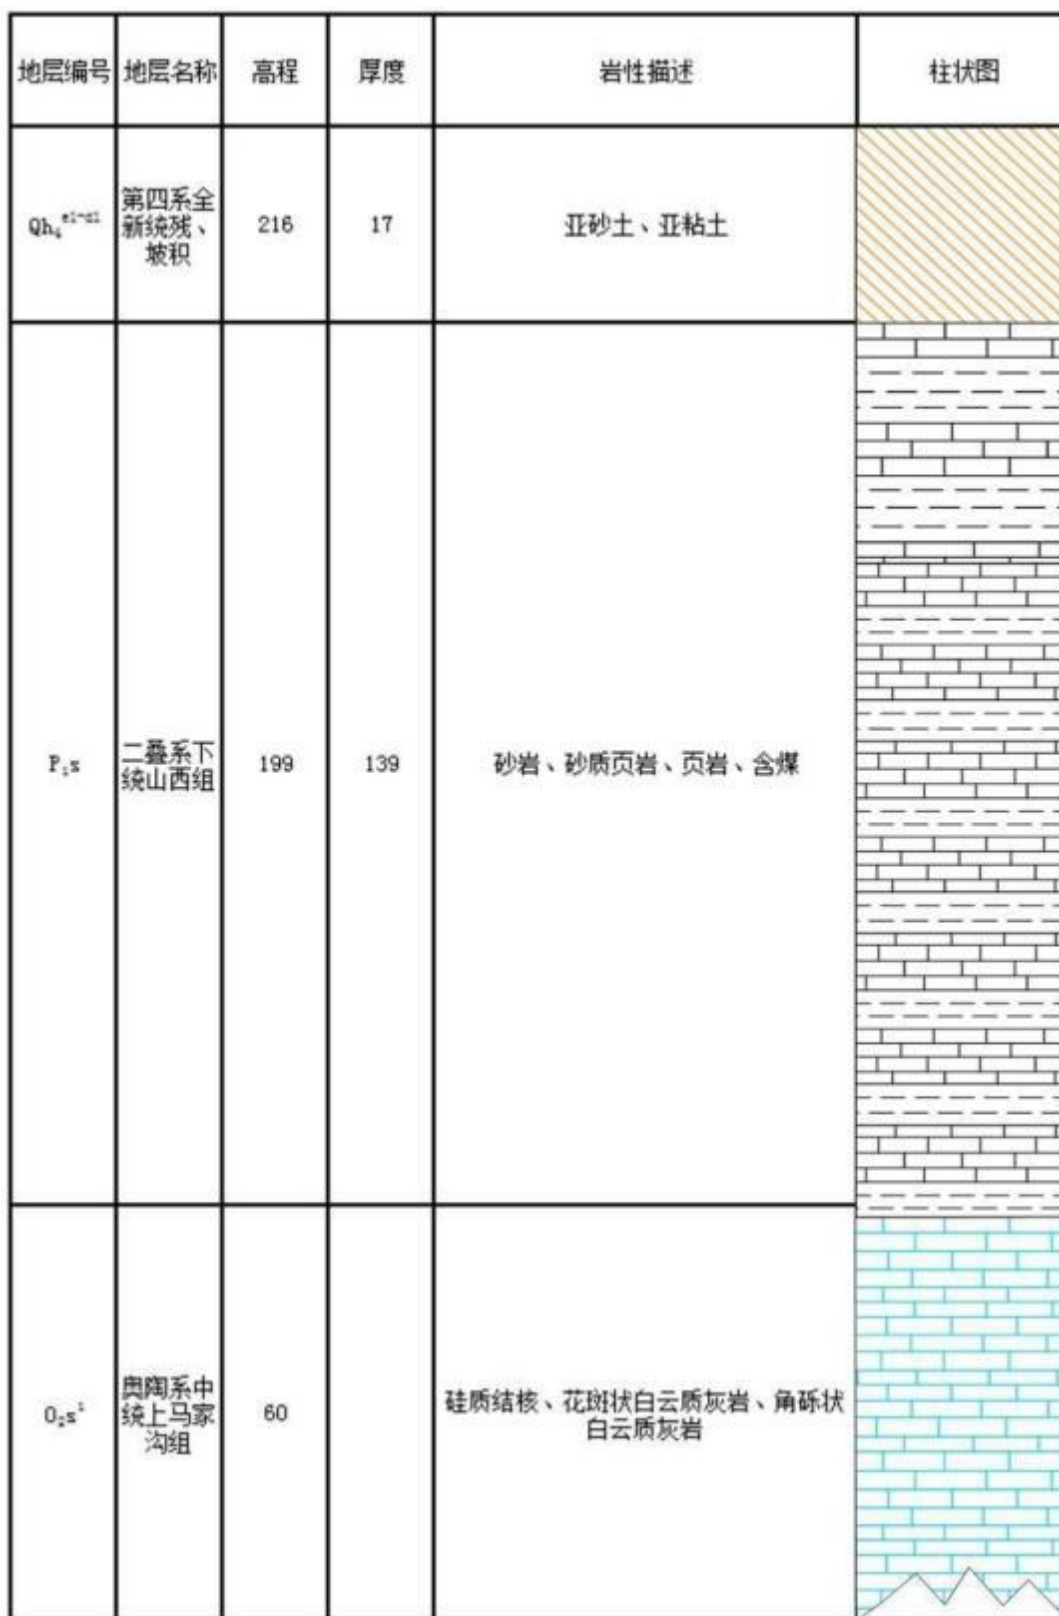 地层编号 地层名称 高程 厚度 岩性描述 柱状图
第四系全
新统残、
坡积
216 17 亚砂土、亚粘土
P₁s
二叠系下
统山西组
199 139 砂岩、砂质页岩、页岩、含煤
O₂s¹
奥陶系中
统上马家
沟组
60
硅质结核、花斑状白云质灰岩、角砾状
白云质灰岩